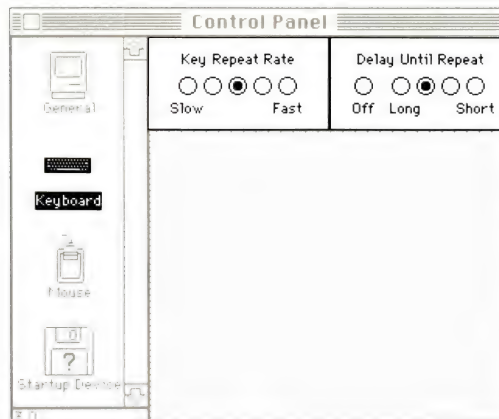 Control Panel
General
Keyboard
Mouse
Startup Device
Key Repeat Rate
Slow Fast
Delay Until Repeat
Off Long Short